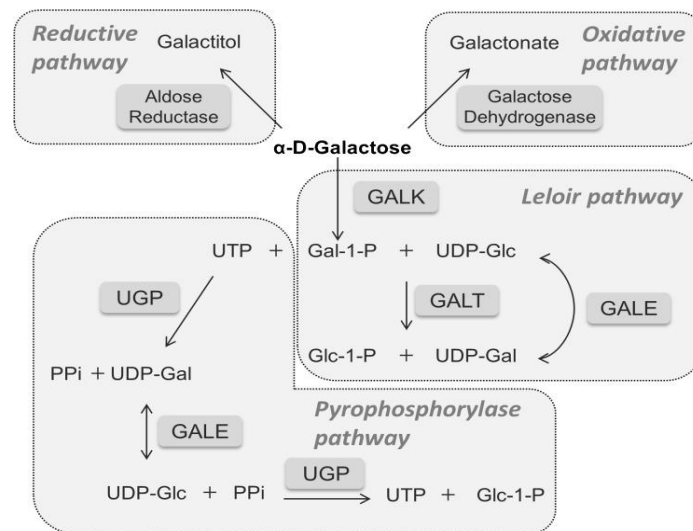 Reductive
pathway
Galactitol
Aldose
Reductase
Galactonate
Oxidative
pathway
Galactose
Dehydrogenase
α-D-Galactose
GALK
Leloir pathway
UTP + Gal-1-P + UDP-Glc
UGP
GALT
GALE
Glc-1-P + UDP-Gal
PPi + UDP-Gal
GALE
Pyrophosphorylase
pathway
UGP
UDP-Glc + PPi
UTP + Glc-1-P